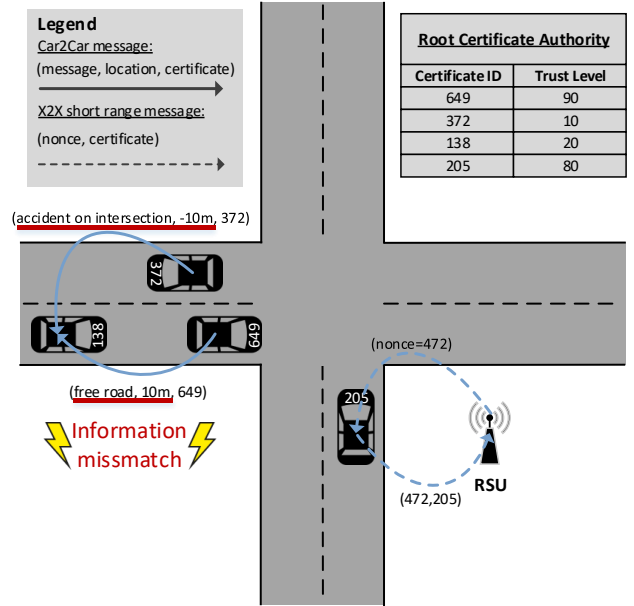 Legend
Car2Car message:
(message, location, certificate)
X2X short range message:
(nonce, certificate)
Root Certificate Authority
Certificate ID Trust Level
649 90
372 10
138 20
205 80
(accident on intersection, -10m, 372)
372
138
649
(free road, 10m, 649)
Information
missmatch
(nonce=472)
205
RSU
(472,205)